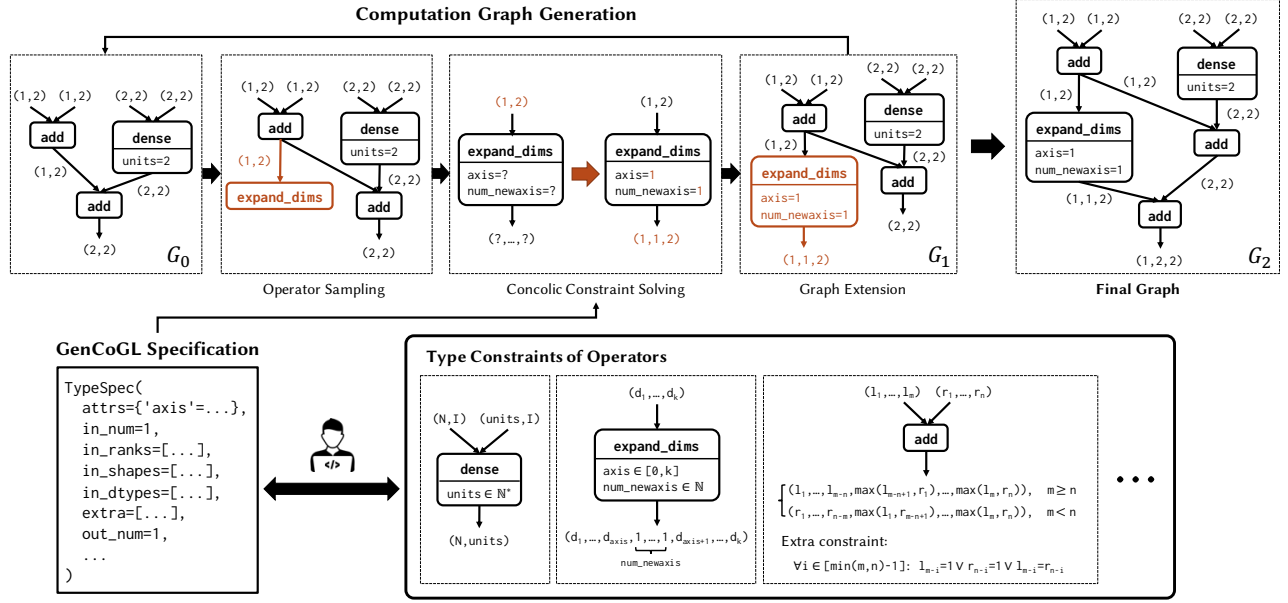 Computation Graph Generation
(1,2) (1,2)
(2,2) (2,2)
add
dense
units=2
(1,2)
(2,2)
add
(2,2)
G₀
(1,2) (1,2)
(2,2) (2,2)
add
dense
units=2
(1,2)
(2,2)
expand_dims
add
(2,2)
Operator Sampling
(1,2)
expand_dims
axis=?
num_newaxis=?
(?,…,?)
(1,2)
expand_dims
axis=1
num_newaxis=1
(1,1,2)
Concolic Constraint Solving
(1,2) (1,2)
(2,2) (2,2)
add
dense
units=2
(1,2)
(1,2)
(2,2)
expand_dims
axis=1
num_newaxis=1
add
(2,2)
(1,1,2)
G₁
Graph Extension
(1,2) (1,2)
(2,2) (2,2)
add
dense
units=2
(1,2)
(1,2)
(2,2)
expand_dims
axis=1
num_newaxis=1
add
(1,1,2)
(2,2)
add
(1,2,2)
G₂
Final Graph
GenCoGL Specification
TypeSpec(
attrs={'axis'=...},
in_num=1,
in_ranks=[...],
in_shapes=[...],
in_dtypes=[...],
extra=[...],
out_num=1,
...
)
</>
Type Constraints of Operators
(N,I) (units,I)
dense
units ∈ ℕ*
(N,units)
(d₁,…,dₖ)
expand_dims
axis ∈ [0,k]
num_newaxis ∈ ℕ
(d₁,…,d_axis,1,…,1,d_axis+1,…,dₖ)
num_newaxis
(l₁,…,lₘ) (r₁,…,rₙ)
add
(l₁,…,lₘ₋ₙ,max(lₘ₋ₙ₊₁,r₁),…,max(lₘ,rₙ)), m ≥ n
(r₁,…,rₙ₋ₘ,max(l₁,rₘ₋ₙ₊₁),…,max(lₘ,rₙ)), m < n
Extra constraint:
∀i ∈ [min(m,n)-1]: lₘ₋ᵢ=1 ∨ rₙ₋ᵢ=1 ∨ lₘ₋ᵢ=rₙ₋ᵢ
...